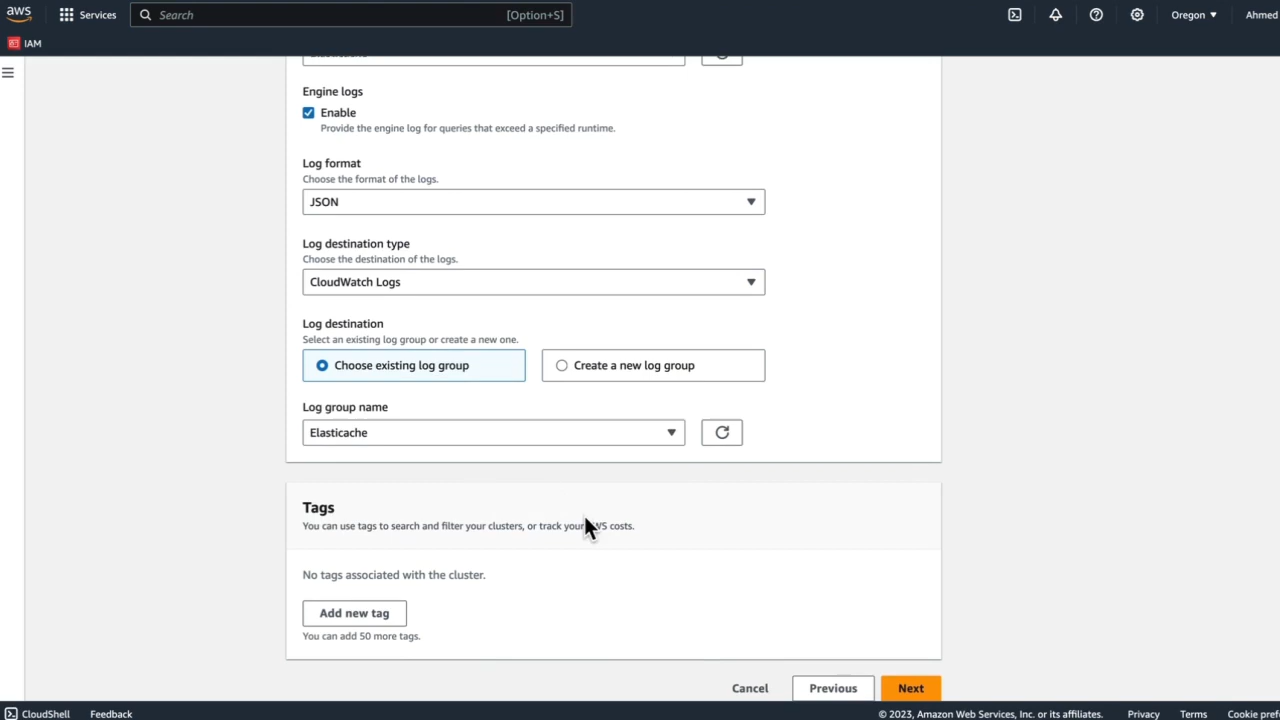 aws
Services
Search
[Option+S]
Oregon
Ahmed
IAM
Engine logs
Enable
Provide the engine log for queries that exceed a specified runtime.
Log format
Choose the format of the logs.
JSON
Log destination type
Choose the destination of the logs.
CloudWatch Logs
Log destination
Select an existing log group or create a new one.
Choose existing log group
Create a new log group
Log group name
Elasticache
Tags
You can use tags to search and filter your clusters, or track your AWS costs.
No tags associated with the cluster.
Add new tag
You can add 50 more tags.
Cancel
Previous
Next
CloudShell
Feedback
© 2023, Amazon Web Services, Inc. or its affiliates.
Privacy
Terms
Cookie pref